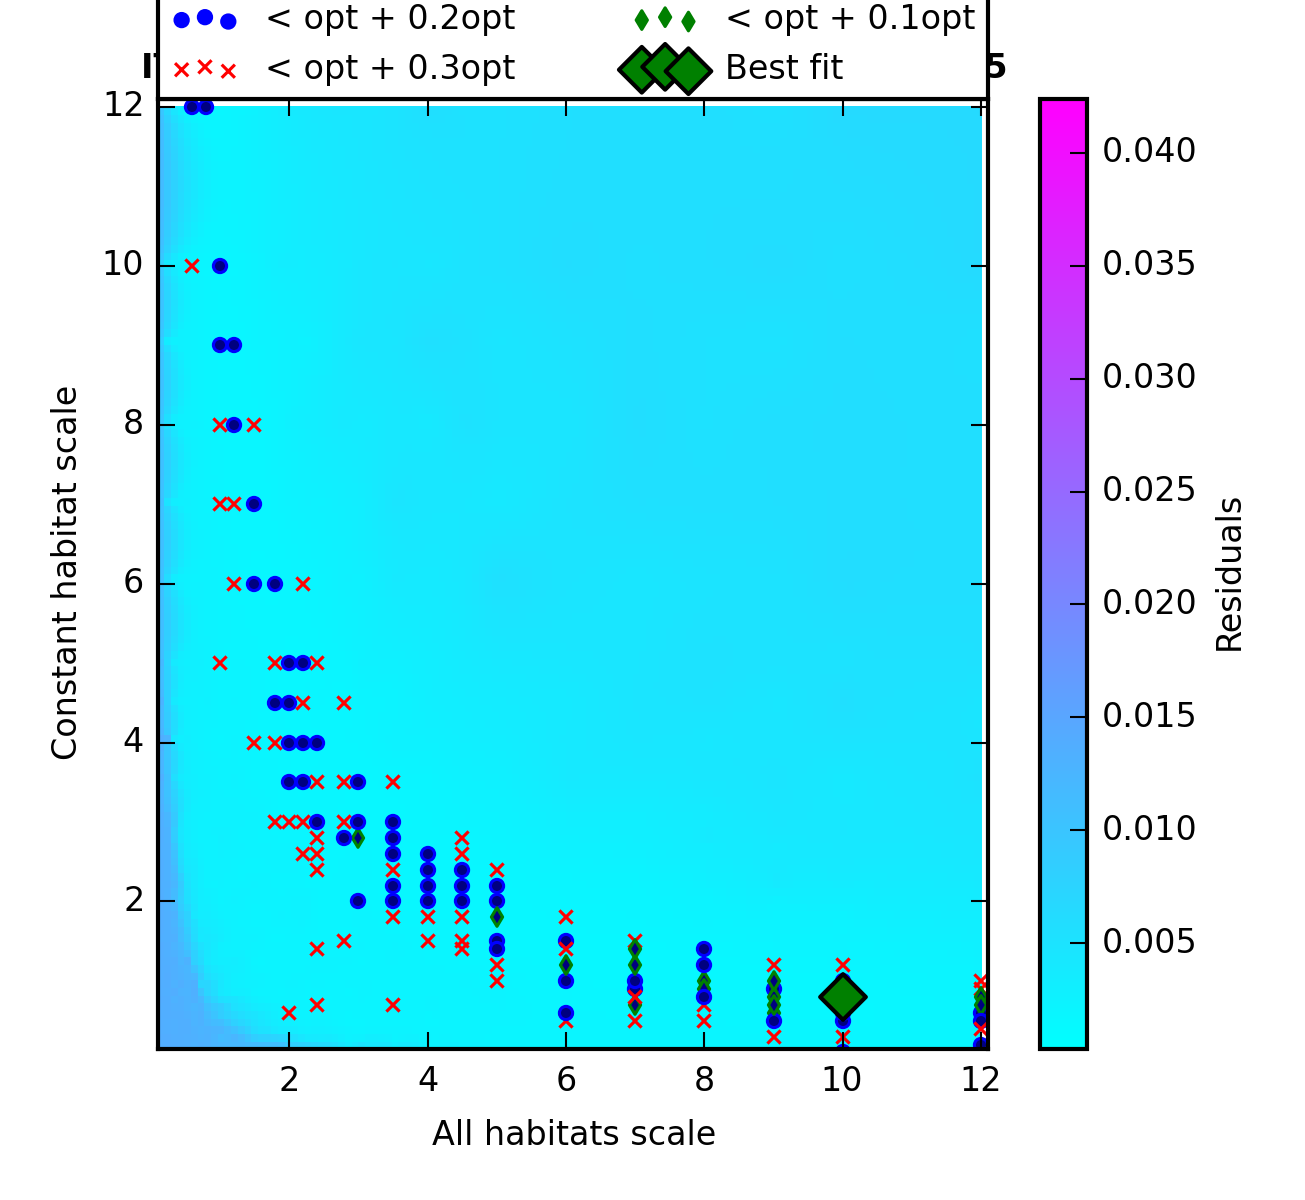 < opt + 0.2opt < opt + 0.1opt
< opt + 0.3opt Best fit
5
12
10
8
6
4
2
Constant habitat scale
2 4 6 8 10 12
All habitats scale
0.040
0.035
0.030
0.025
0.020
0.015
0.010
0.005
Residuals